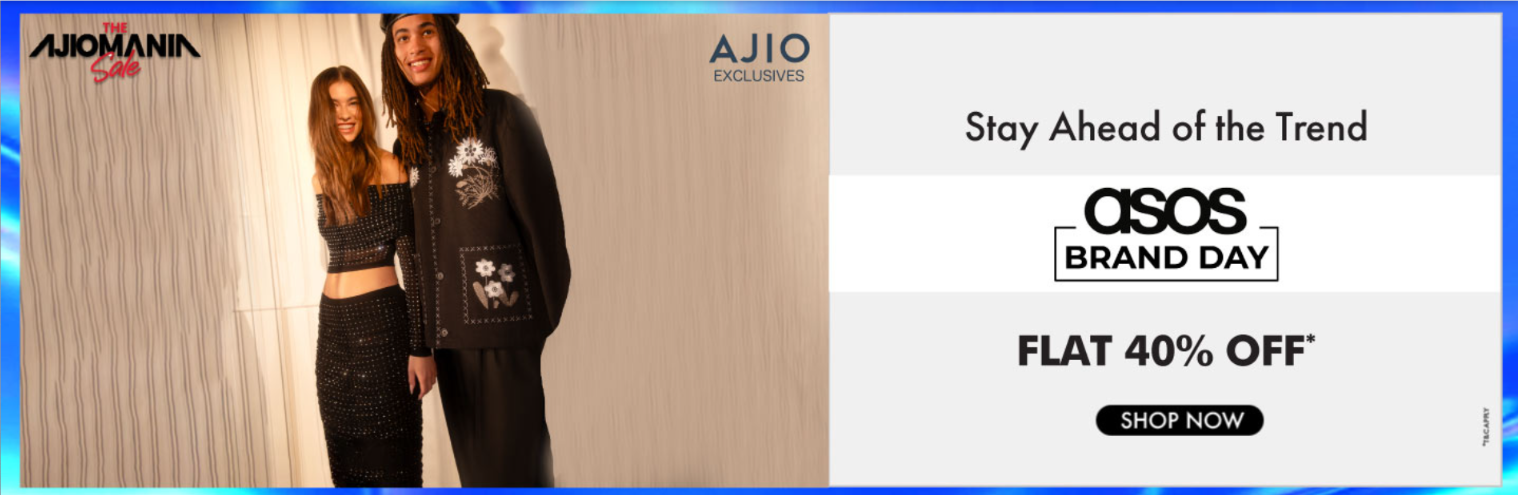 THE
AJIOMANIA
Sale
AJIO
EXCLUSIVES
Stay Ahead of the Trend
asos
BRAND DAY
FLAT 40% OFF*
SHOP NOW
*T&C APPLY